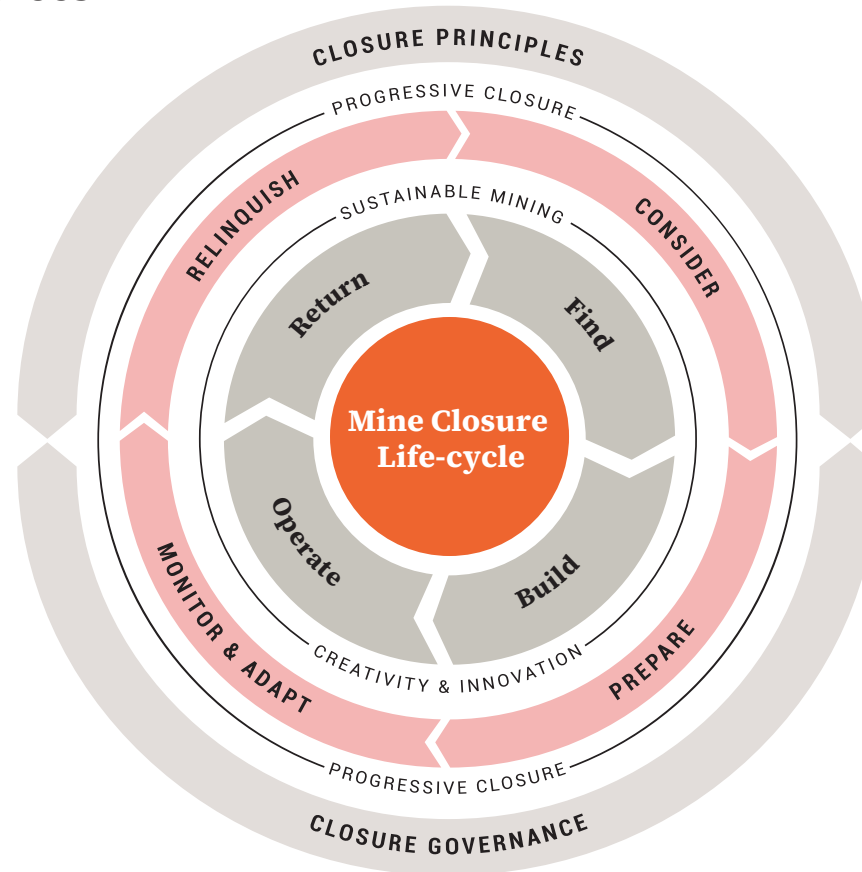 CLOSURE PRINCIPLES
PROGRESSIVE CLOSURE
RELINQUISH
CONSIDER
SUSTAINABLE MINING
Return
Find
Mine Closure
Life-cycle
Operate
Build
CREATIVITY & INNOVATION
MONITOR & ADAPT
PREPARE
PROGRESSIVE CLOSURE
CLOSURE GOVERNANCE